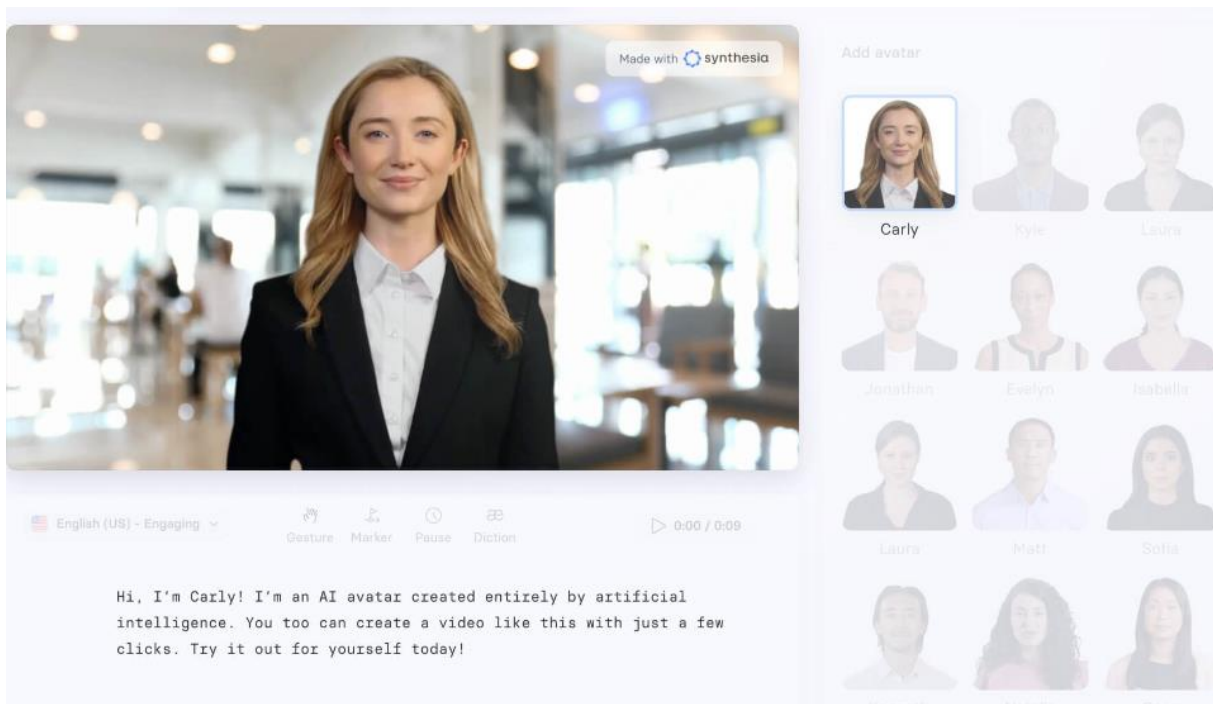 Made with synthesia
Add avatar
Carly
Kyle
Laura
Jonathan
Evelyn
Isabella
Laura
Matt
Sofia
English (US) - Engaging
Gesture
Marker
Pause
æ
Diction
0:00 / 0:09
Hi, I'm Carly! I'm an AI avatar created entirely by artificial
intelligence. You too can create a video like this with just a few
clicks. Try it out for yourself today!